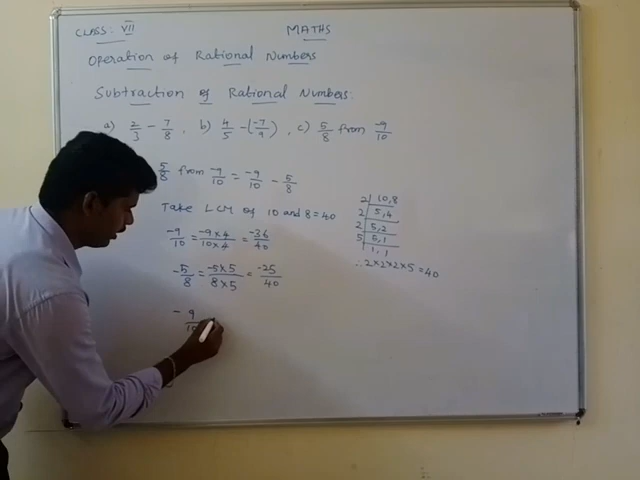 CLASS: VII
MATHS
Operation of Rational Numbers
Subtraction of Rational Numbers:
a) 2/3 - 7/8, b) 4/5 - (-7/9), c) 5/8 from -9/10
5/8 from -9/10 = -9/10 - 5/8
Take LCM of 10 and 8 = 40
-9/10 = -9×4/10×4 = -36/40
-5/8 = -5×5/8×5 = -25/40
- 9/10
2 | 10,8
2 | 5,4
2 | 5,2
5 | 5,1
1,1
∴ 2×2×2×5=40